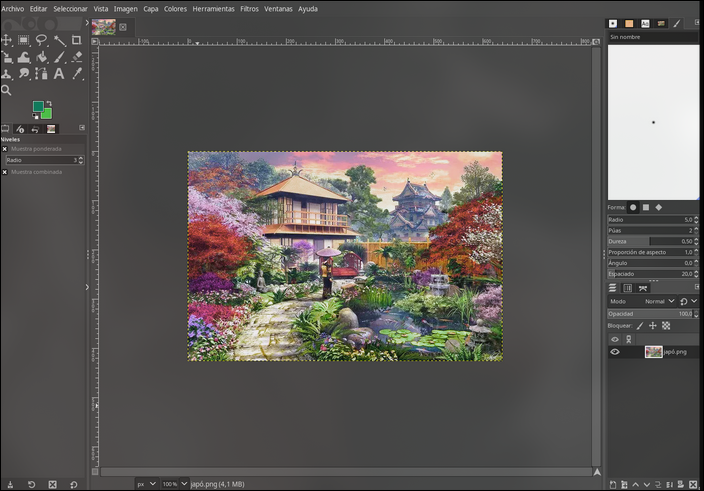 Archivo Editar Seleccionar Vista Imagen Capa Colores Herramientas Filtros Ventanas Ayuda
Sin nombre
Niveles
Muestra ponderada
Radio 3
Muestra combinada
Forma:
Radio 5,0
Púas 2
Dureza 0,50
Proporción de aspecto 1,0
Ángulo 0,0
Espaciado 20,0
Modo Normal
Opacidad 100,0
Bloquear:
japó.png
px 100 % japó.png (4,1 MB)